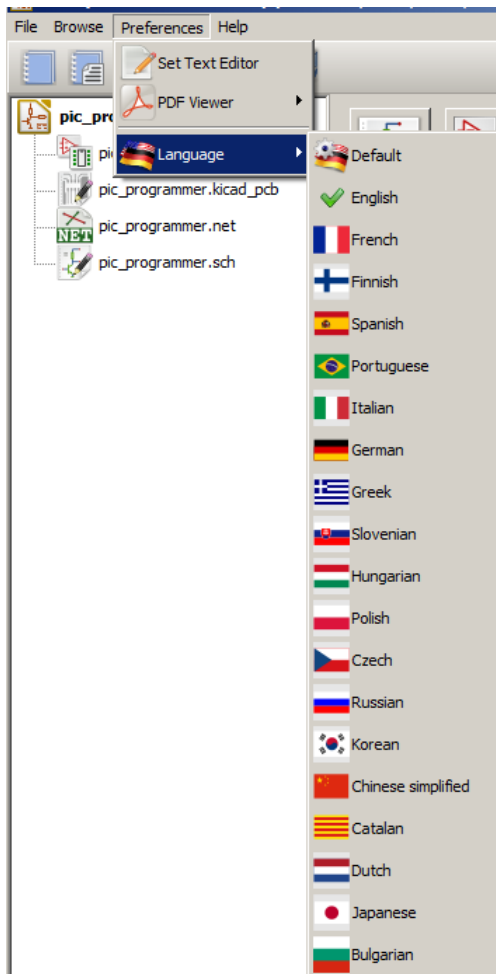 File Browse Preferences Help
Set Text Editor
PDF Viewer
pic_pro
Language
Default
pi
English
pic_programmer.kicad_pcb
French
NET
pic_programmer.net
pic_programmer.sch
Finnish
Spanish
Portuguese
Italian
German
Greek
Slovenian
Hungarian
Polish
Czech
Russian
Korean
Chinese simplified
Catalan
Dutch
Japanese
Bulgarian